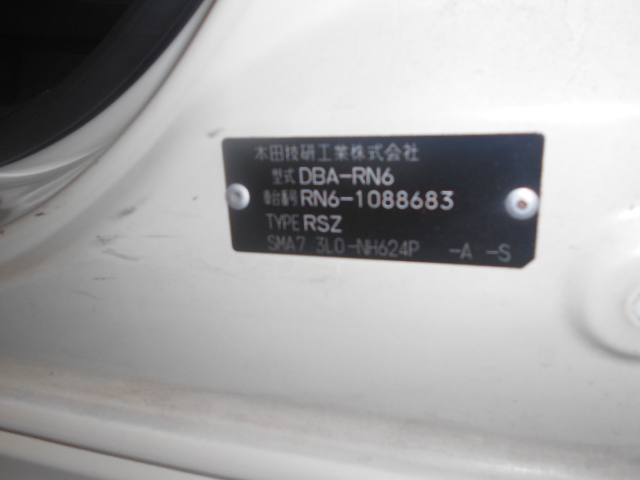 本田技研工業株式会社
型式 DBA-RN6
車台番号 RN6-1088683
TYPE RSZ
SMA7 3L0-NH624P -A -S